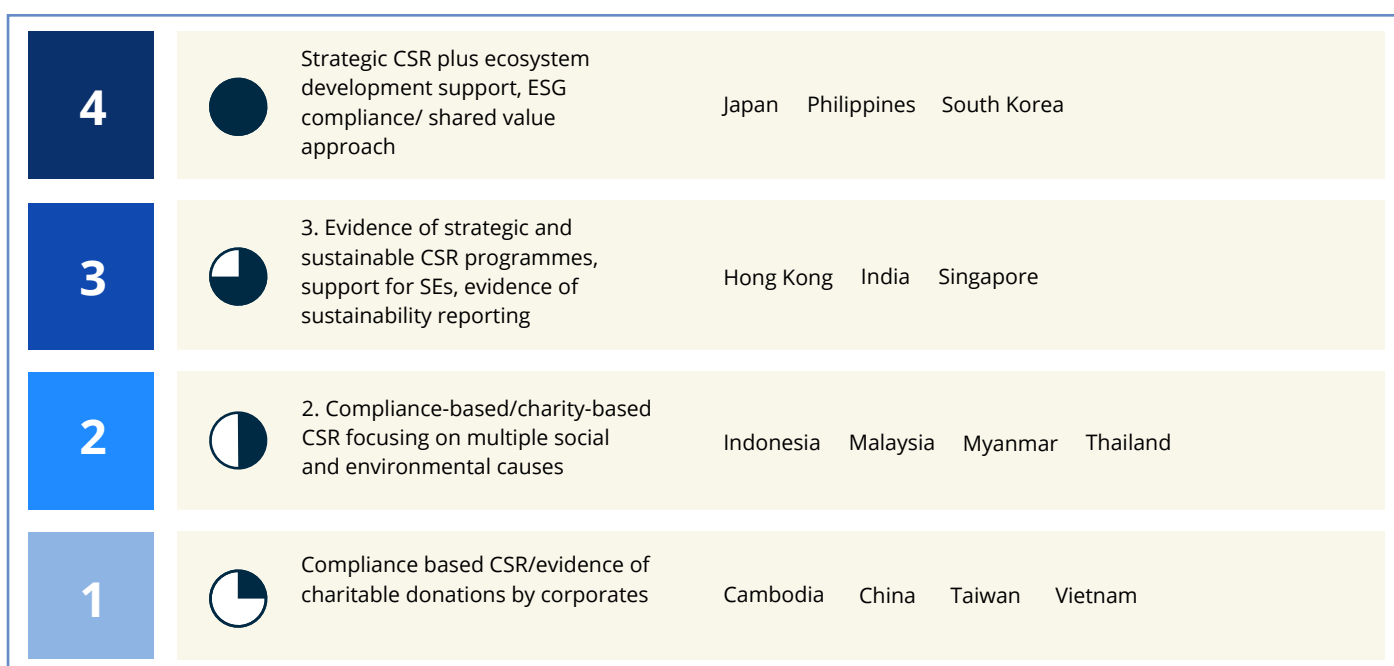 4
Strategic CSR plus ecosystem
development support, ESG
compliance/ shared value
approach
Japan Philippines South Korea
3
3. Evidence of strategic and
sustainable CSR programmes,
support for SEs, evidence of
sustainability reporting
Hong Kong India Singapore
2
2. Compliance-based/charity-based
CSR focusing on multiple social
and environmental causes
Indonesia Malaysia Myanmar Thailand
1
Compliance based CSR/evidence of
charitable donations by corporates
Cambodia China Taiwan Vietnam